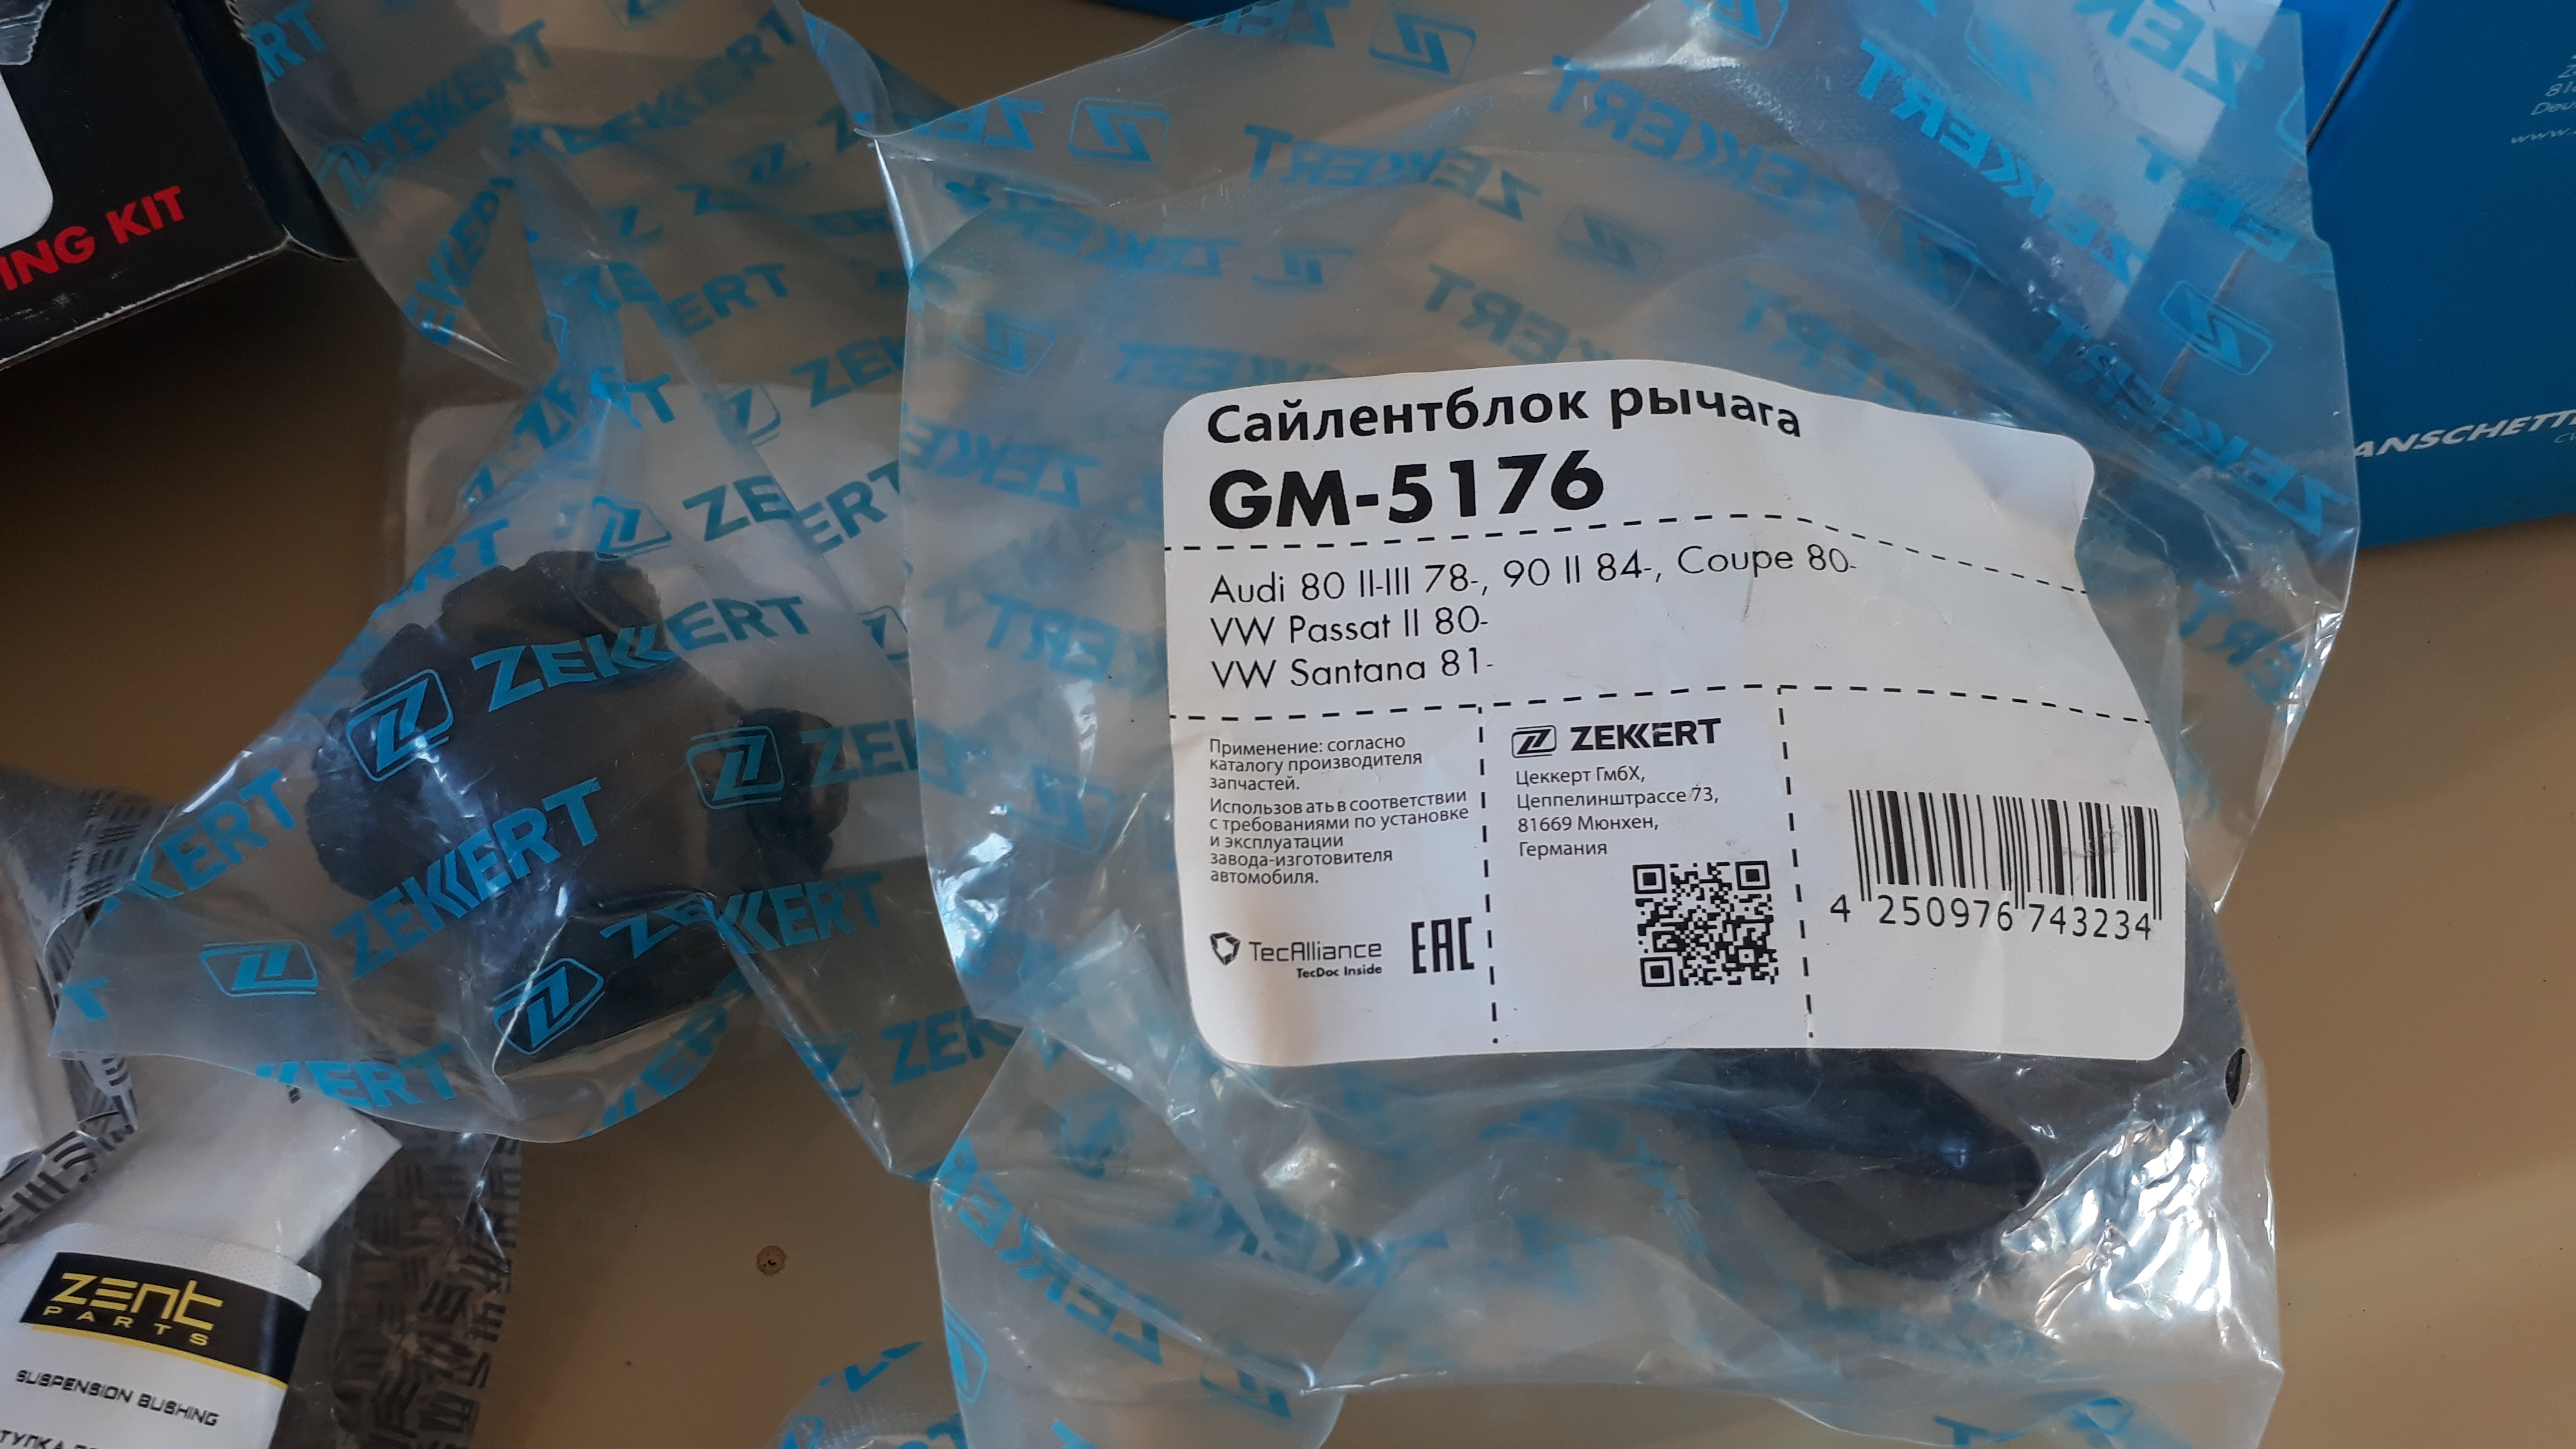 ING KIT
ANSCHETT
Сайлентблок рычага
GM-5176
Audi 80 II-III 78-, 90 II 84-, Coupe 80-
VW Passat II 80-
VW Santana 81-
Применение: согласно
каталогу производителя
запчастей.
Использовать в соответствии
с требованиями по установке
и эксплуатации
завода-изготовителя
автомобиля.
TecAlliance
TecDoc Inside
EAC
ZEKKERT
Цеккерт ГмбХ,
Цеппелинштрассе 73,
81669 Мюнхен,
Германия
4 250976 743234
ZEKKERT
ZEKKERT
ZEKKERT
zent
PARTS
SUSPENSION BUSHING